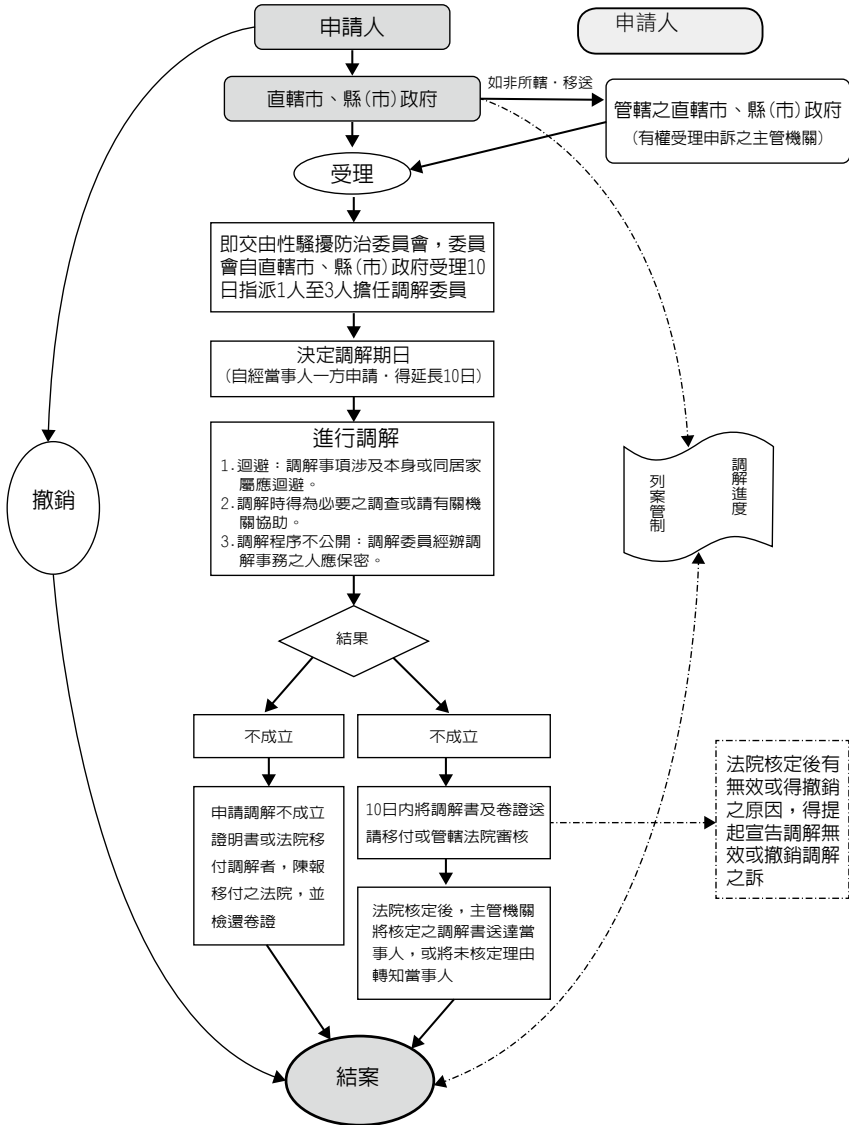 申請人
申請人
直轄市、縣(市)政府
如非所轄，移送
管轄之直轄市、縣(市)政府
(有權受理申訴之主管機關)
受理
即交由性騷擾防治委員會，委員
會自直轄市、縣(市)政府受理10
日指派1人至3人擔任調解委員
決定調解期日
(自經當事人一方申請，得延長10日)
進行調解
1.迴避：調解事項涉及本身或同居家
屬應迴避。
2.調解時得為必要之調查或請有關機
關協助。
3.調解程序不公開：調解委員經辦調
解事務之人應保密。
撤銷
調解進度
列案管制
結果
不成立
不成立
申請調解不成立
證明書或法院移
付調解者，陳報
移付之法院，並
檢還卷證
10日內將調解書及卷證送
請移付或管轄法院審核
法院核定後，主管機關
將核定之調解書送達當
事人，或將未核定理由
轉知當事人
法院核定後有
無效或得撤銷
之原因，得提
起宣告調解無
效或撤銷調解
之訴
結案